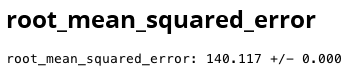 root_mean_squared_error
root_mean_squared_error: 140.117 +/- 0.000